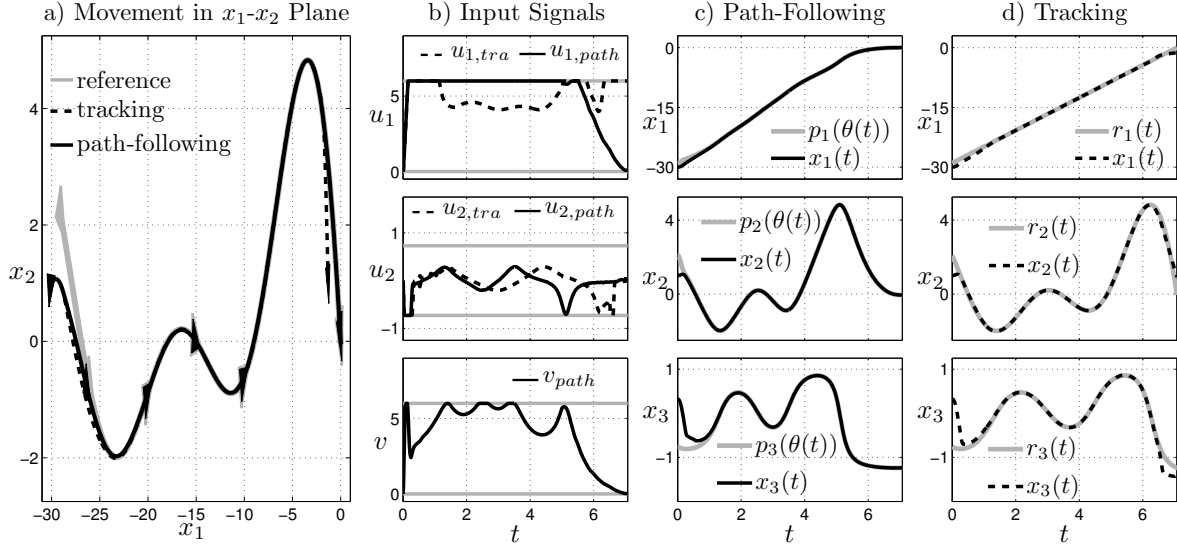 a) Movement in x₁-x₂ Plane
reference
tracking
path-following
4
2
0
−2
x₂
−30 −25 −20 −15 −10 −5 0
x₁
b) Input Signals
u₁,tra u₁,path
5
0
u₁
u₂,tra u₂,path
1
−1
u₂
v_path
5
0
v
0 2 4 6
t
c) Path-Following
0
−15
−30
x₁
p₁(θ(t))
x₁(t)
4
0
x₂
p₂(θ(t))
x₂(t)
1
−1
x₃
p₃(θ(t))
x₃(t)
0 2 4 6
t
d) Tracking
0
−15
−30
x₁
r₁(t)
x₁(t)
4
0
x₂
r₂(t)
x₂(t)
1
−1
x₃
r₃(t)
x₃(t)
0 2 4 6
t